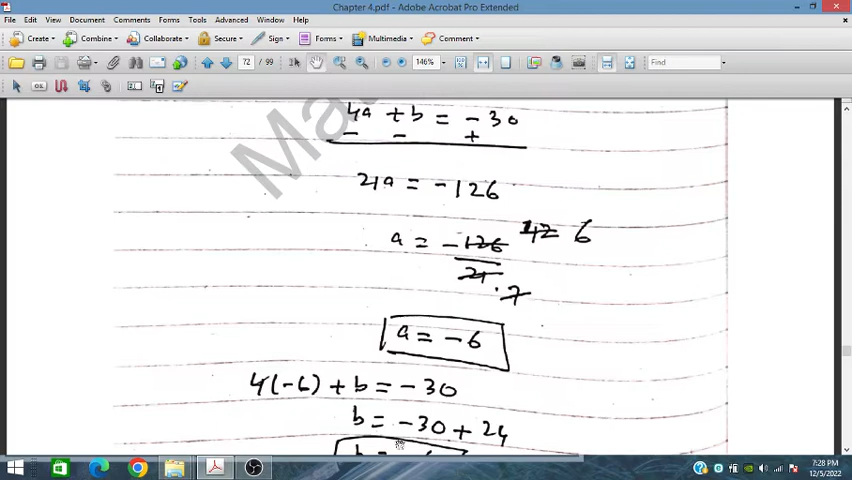 Chapter 4.pdf - Adobe Acrobat Pro Extended
File Edit View Document Comments Forms Tools Advanced Window Help
Create Combine Collaborate Secure Sign Forms Multimedia Comment
72 / 99 146% Find
Ma
4a + b = -30
- - +
21a = -126
a = -126 42 6
21
7
a = -6
4(-6) + b = -30
b = -30 + 24
b =
7:28 PM
12/5/2022